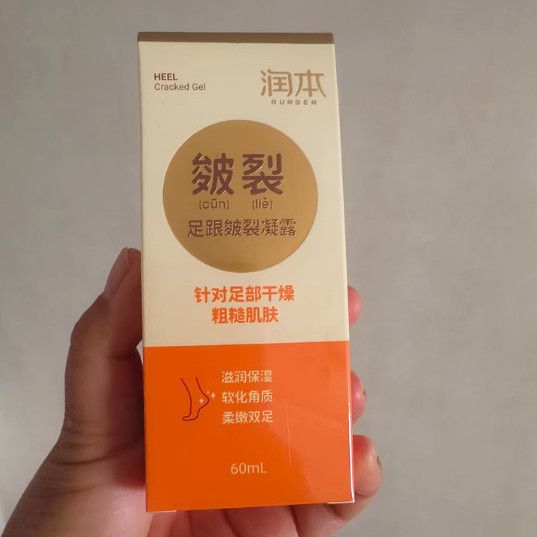 HEEL
Cracked Gel
润本
RUNBEN
皴裂
[cūn] [liè]
足跟皴裂凝露
针对足部干燥
粗糙肌肤
滋润保湿
软化角质
柔嫩双足
60mL